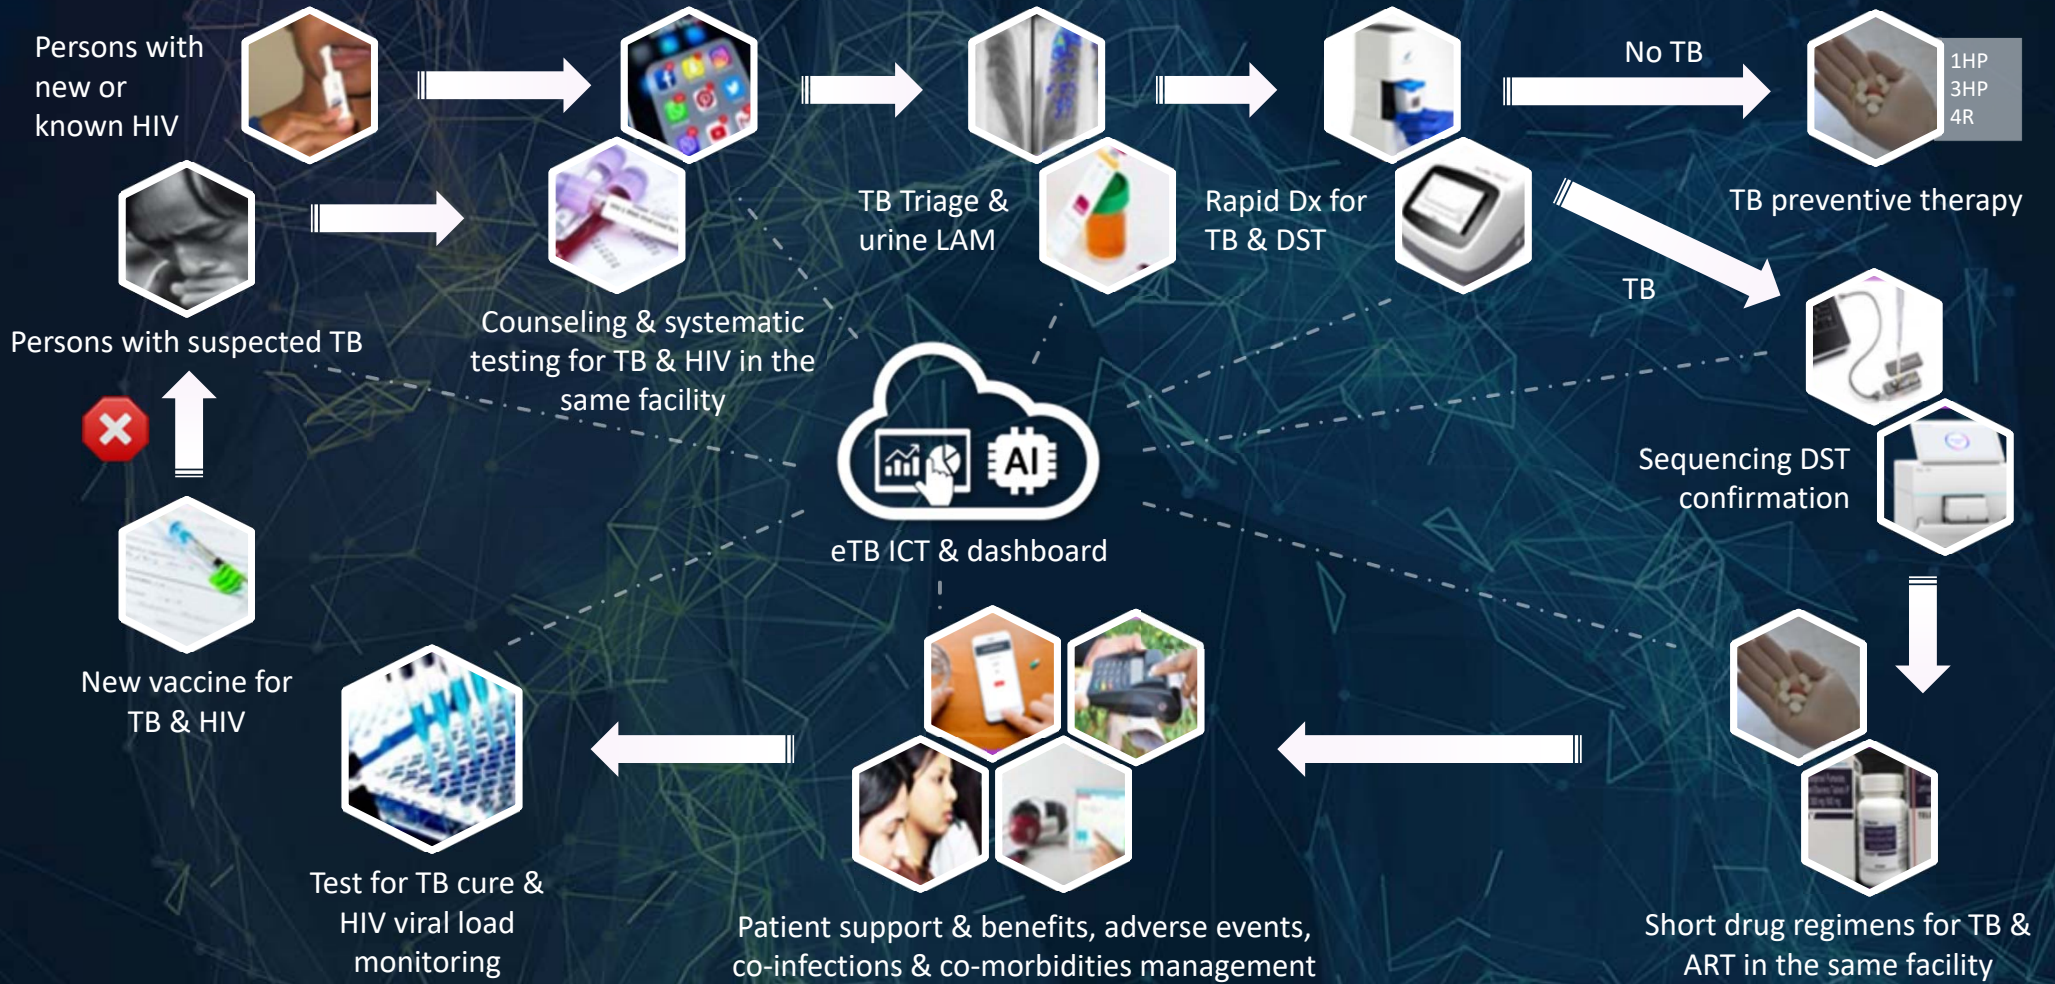 Persons with
new or
known HIV
Persons with suspected TB
Counseling & systematic
testing for TB & HIV in the
same facility
TB Triage &
urine LAM
Rapid Dx for
TB & DST
No TB
1HP
3HP
4R
TB preventive therapy
TB
Sequencing DST
confirmation
AI
eTB ICT & dashboard
New vaccine for
TB & HIV
Test for TB cure &
HIV viral load
monitoring
Patient support & benefits, adverse events,
co-infections & co-morbidities management
Short drug regimens for TB &
ART in the same facility